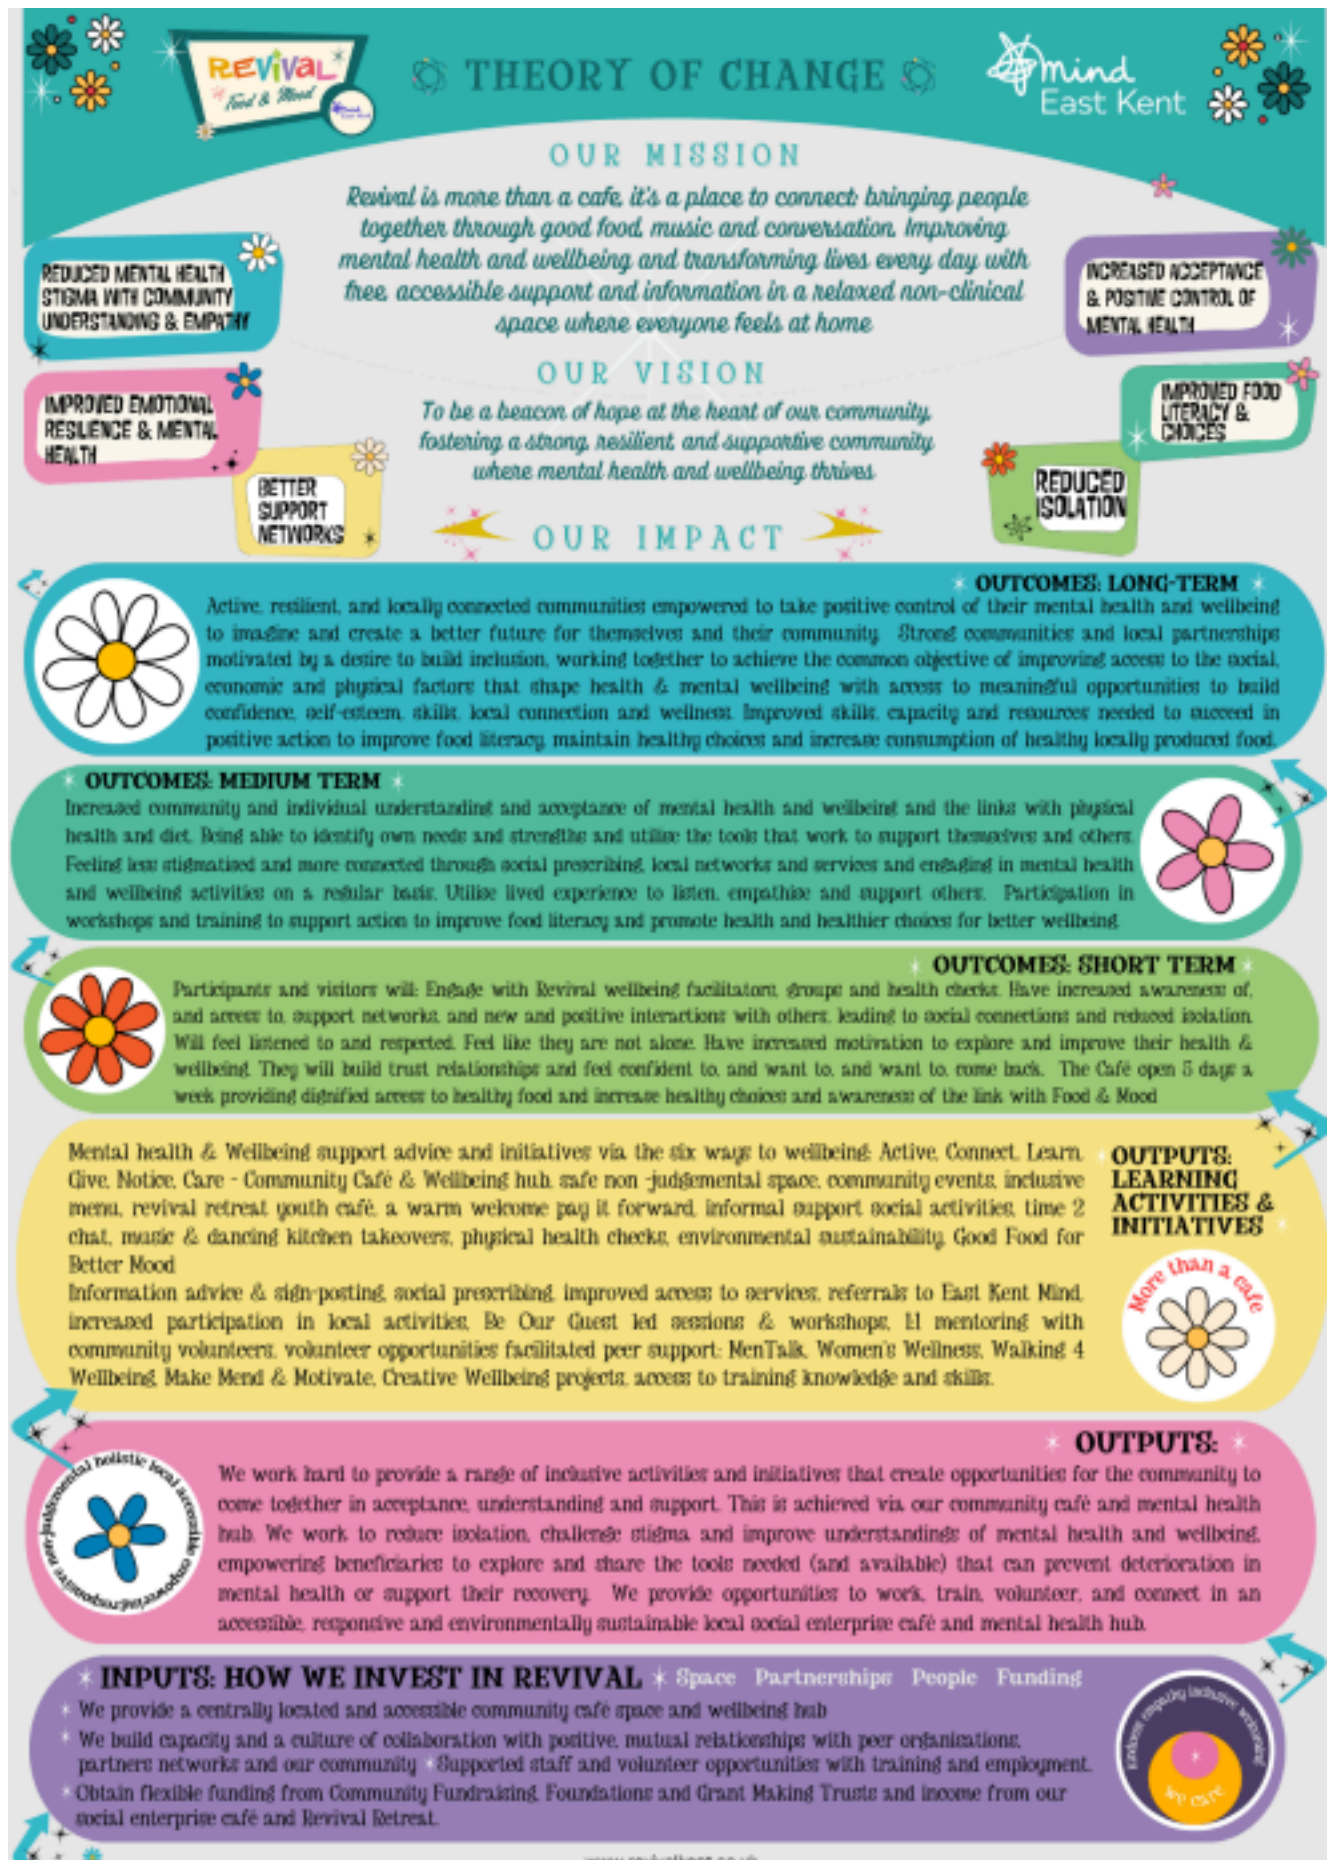 REVIVAL
Food & Mood
THEORY OF CHANGE
mind
East Kent
OUR MISSION
Revival is more than a cafe, it's a place to connect: bringing people
together through good food, music and conversation. Improving
mental health and wellbeing and transforming lives every day with
free, accessible support and information in a relaxed non-clinical
space where everyone feels at home
REDUCED MENTAL HEALTH
STIGMA WITH COMMUNITY
UNDERSTANDING & EMPATHY
INCREASED ACCEPTANCE
& POSITIVE CONTROL OF
MENTAL HEALTH
OUR VISION
To be a beacon of hope at the heart of our community,
fostering a strong, resilient, and supportive community
where mental health and wellbeing thrives
IMPROVED EMOTIONAL
RESILIENCE & MENTAL
HEALTH
IMPROVED FOOD
LITERACY &
CHOICES
BETTER
SUPPORT
NETWORKS
REDUCED
ISOLATION
OUR IMPACT
OUTCOMES: LONG-TERM
Active, resilient, and locally connected communities empowered to take positive control of their mental health and wellbeing
to imagine and create a better future for themselves and their community. Strong communities and local partnerships
motivated by a desire to build inclusion, working together to achieve the common objective of improving access to the social,
economic and physical factors that shape health & mental wellbeing with access to meaningful opportunities to build
confidence, self-esteem, skills, local connection and wellness. Improved skills, capacity and resources needed to succeed in
positive action to improve food literacy, maintain healthy choices and increase consumption of healthy locally produced food.
OUTCOMES: MEDIUM TERM
Increased community and individual understanding and acceptance of mental health and wellbeing and the links with physical
health and diet. Being able to identify own needs and strengths and utilise the tools that work to support themselves and others.
Feeling less stigmatised and more connected through social prescribing, local networks and services and engaging in mental health
and wellbeing activities on a regular basis. Utilise lived experience to listen, empathise and support others. Participation in
workshops and training to support action to improve food literacy and promote health and healthier choices for better wellbeing.
OUTCOMES: SHORT TERM
Participants and visitors will: Engage with Revival wellbeing facilitators, groups and health checks. Have increased awareness of,
and access to, support networks, and new and positive interactions with others, leading to social connections and reduced isolation.
Will feel listened to and respected. Feel like they are not alone. Have increased motivation to explore and improve their health &
wellbeing. They will build trust relationships and feel confident to, and want to, and want to, come back. The Café open 5 days a
week providing dignified access to healthy food and increase healthy choices and awareness of the link with Food & Mood
OUTPUTS:
LEARNING
ACTIVITIES &
INITIATIVES
Mental health & Wellbeing support advice and initiatives via the six ways to wellbeing: Active, Connect, Learn,
Give, Notice, Care - Community Café & Wellbeing hub, safe non -judgemental space, community events, inclusive
menu, revival retreat youth café, a warm welcome pay it forward, informal support social activities, time 2
chat, music & dancing kitchen takeovers, physical health checks, environmental sustainability, Good Food for
Better Mood
Information advice & sign-posting, social prescribing, improved access to services, referrals to East Kent Mind,
increased participation in local activities, Be Our Guest led sessions & workshops, 1:1 mentoring with
community volunteers, volunteer opportunities facilitated peer support: MenTalk, Women's Wellness, Walking 4
Wellbeing, Make Mend & Motivate, Creative Wellbeing projects, access to training knowledge and skills.
More than a cafe
OUTPUTS:
We work hard to provide a range of inclusive activities and initiatives that create opportunities for the community to
come together in acceptance, understanding and support. This is achieved via our community café and mental health
hub. We work to reduce isolation, challenge stigma and improve understandings of mental health and wellbeing,
empowering beneficiaries to explore and share the tools needed (and available) that can prevent deterioration in
mental health or support their recovery. We provide opportunities to work, train, volunteer, and connect in an
accessible, responsive and environmentally sustainable local social enterprise café and mental health hub.
non-judgemental holistic local accessible empowering responsive
INPUTS: HOW WE INVEST IN REVIVAL * Space Partnerships People Funding
* We provide a centrally located and accessible community café space and wellbeing hub
* We build capacity and a culture of collaboration with positive, mutual relationships with peer organisations,
partners networks and our community * Supported staff and volunteer opportunities with training and employment.
* Obtain flexible funding from Community Fundraising, Foundations and Grant Making Trusts and income from our
social enterprise café and Revival Retreat.
kindness empathy inclusive welcoming
we care